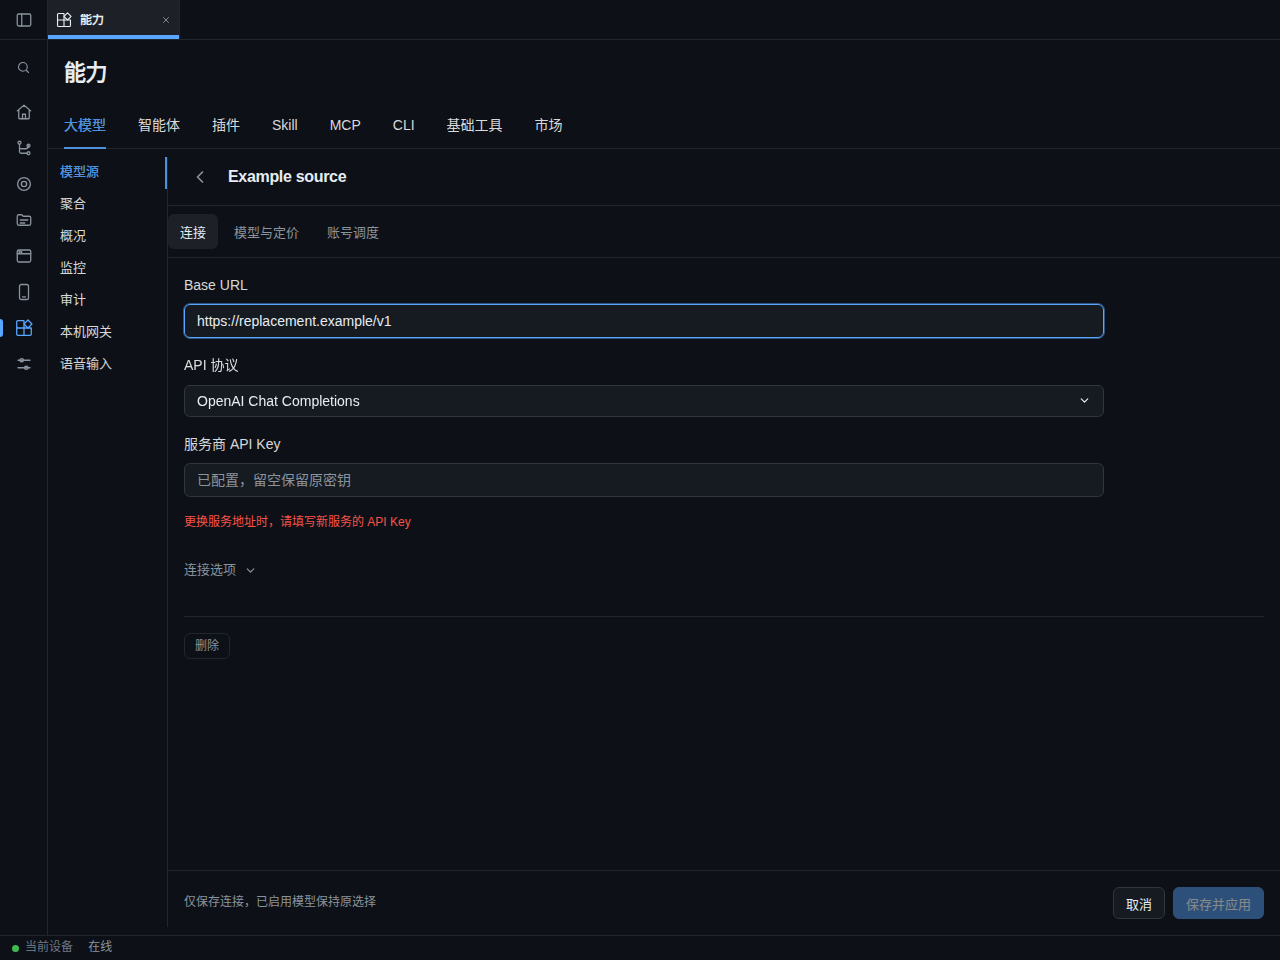 能力
能力
大模型 智能体 插件 Skill MCP CLI 基础工具 市场
模型源
聚合
概况
监控
审计
本机网关
语音输入
Example source
连接 模型与定价 账号调度
Base URL
https://replacement.example/v1
API 协议
OpenAI Chat Completions
服务商 API Key
已配置，留空保留原密钥
更换服务地址时，请填写新服务的 API Key
连接选项
删除
仅保存连接，已启用模型保持原选择
取消 保存并应用
当前设备 在线